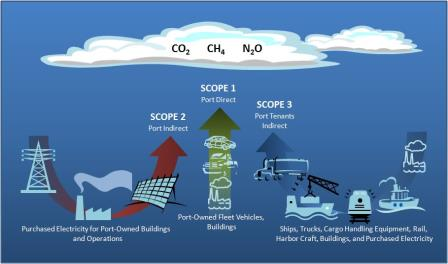 CO2 CH4 N2O
SCOPE 1
Port Direct
SCOPE 2
Port Indirect
SCOPE 3
Port Tenants
Indirect
Purchased Electricity for Port-Owned Buildings
and Operations
Port-Owned Fleet Vehicles,
Buildings
Ships, Trucks, Cargo Handling Equipment, Rail,
Harbor Craft, Buildings, and Purchased Electricity